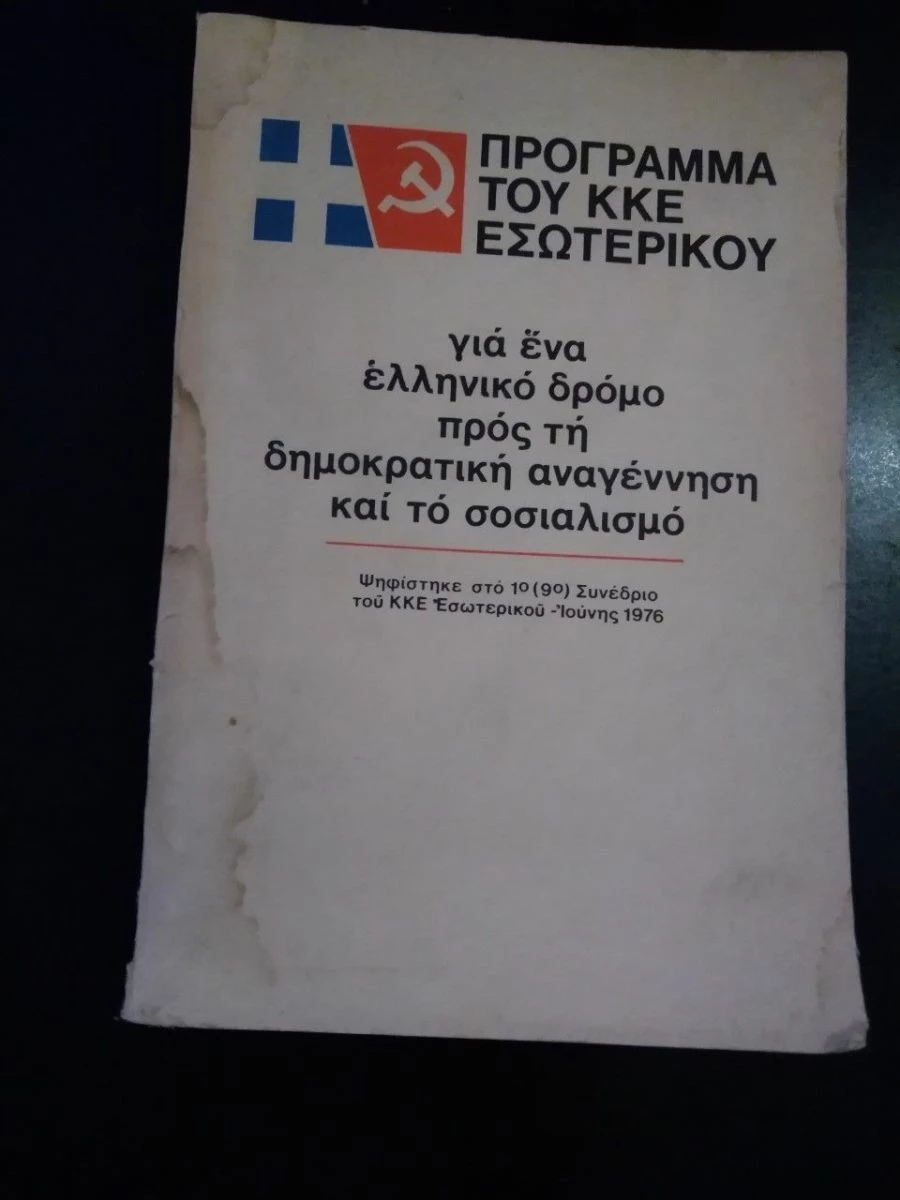 ΠΡΟΓΡΑΜΜΑ
ΤΟΥ ΚΚΕ
ΕΣΩΤΕΡΙΚΟΥ
γιά ἕνα
ἑλληνικό δρόμο
πρός τή
δημοκρατική αναγέννηση
καί τό σοσιαλισμό
Ψηφίστηκε στό 1ο (9ο) Συνέδριο
τοῦ ΚΚΕ Ἐσωτερικοῦ - Ἰούνης 1976